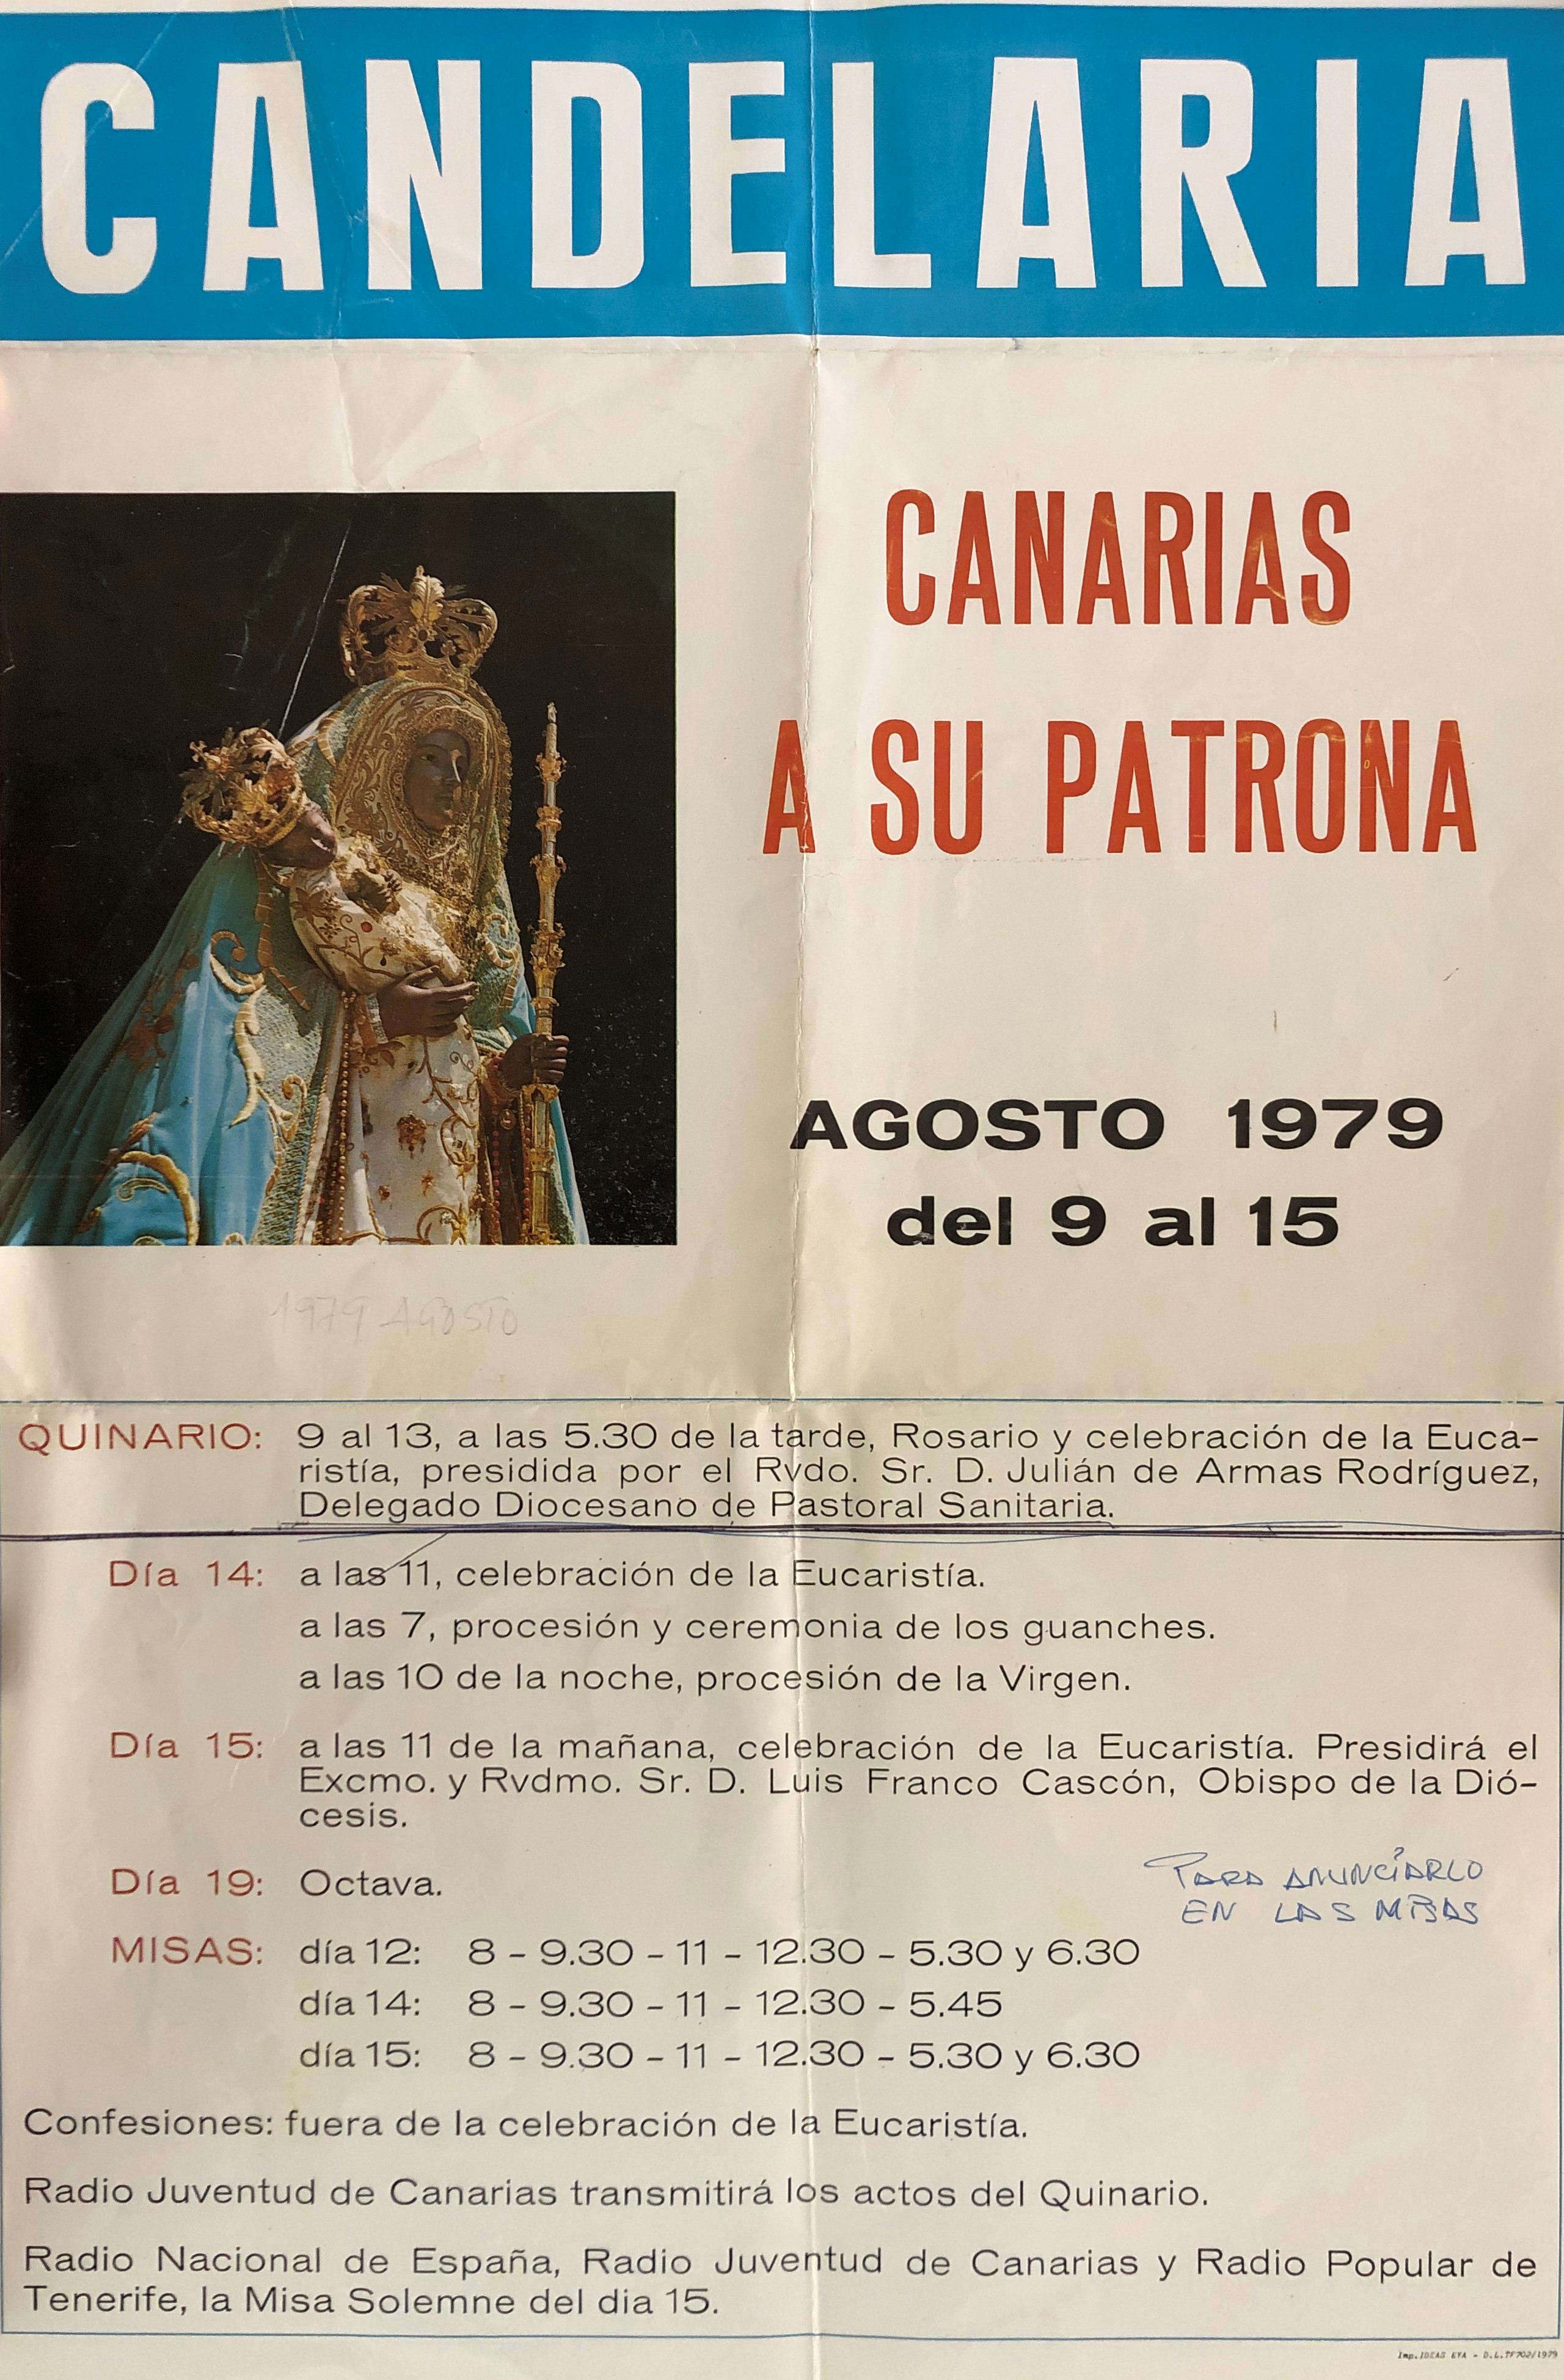 CANDELARIA
CANARIAS
A SU PATRONA
AGOSTO 1979
del 9 al 15
1979 AGOSTO
QUINARIO: 9 al 13, a las 5.30 de la tarde, Rosario y celebración de la Euca-
ristía, presidida por el Rvdo. Sr. D. Julián de Armas Rodríguez,
Delegado Diocesano de Pastoral Sanitaria.
Día 14: a las 11, celebración de la Eucaristía.
a las 7, procesión y ceremonia de los guanches.
a las 10 de la noche, procesión de la Virgen.
Día 15: a las 11 de la mañana, celebración de la Eucaristía. Presidirá el
Excmo. y Rvdmo. Sr. D. Luis Franco Cascón, Obispo de la Dió-
cesis.
Día 19: Octava.
PARA ANUNCIARLO
EN LAS MISAS
MISAS: día 12: 8 - 9.30 - 11 - 12.30 - 5.30 y 6.30
día 14: 8 - 9.30 - 11 - 12.30 - 5.45
día 15: 8 - 9.30 - 11 - 12.30 - 5.30 y 6.30
Confesiones: fuera de la celebración de la Eucaristía.
Radio Juventud de Canarias transmitirá los actos del Quinario.
Radio Nacional de España, Radio Juventud de Canarias y Radio Popular de
Tenerife, la Misa Solemne del dia 15.
Imp. IDEAS EYA - D.L. TF 702/1979